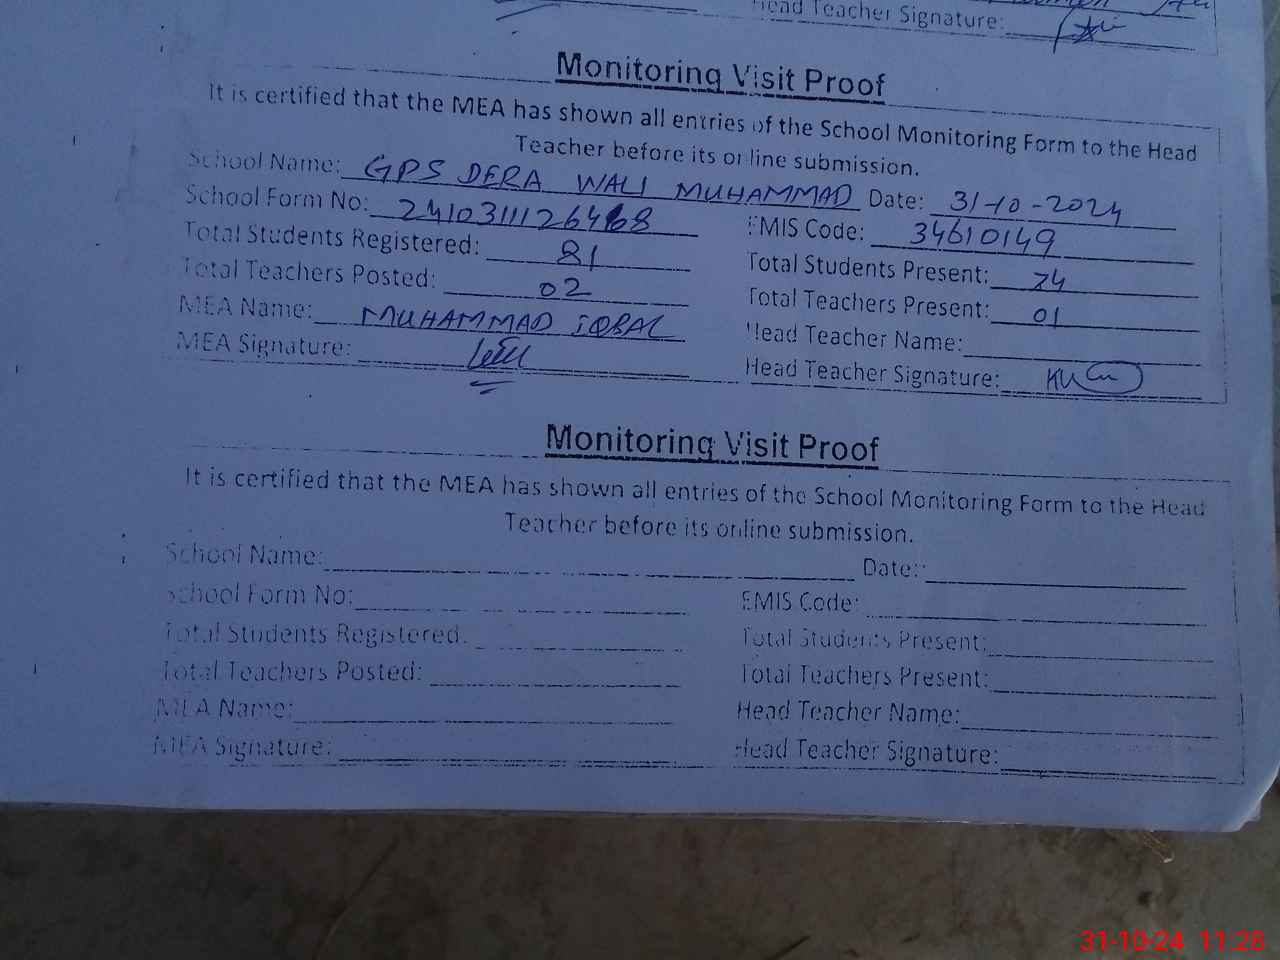 Head Teacher Signature:
Monitoring Visit Proof
It is certified that the MEA has shown all entries of the School Monitoring Form to the Head
Teacher before its online submission.
School Name: GPS DERA WALI MUHAMMAD Date: 31-10-2024
School Form No: EMIS Code: 34610149
Total Students Registered: 81 Total Students Present: 74
Total Teachers Posted: 02 Total Teachers Present: 01
MEA Name: MUHAMMAD IQBAL Head Teacher Name:
MEA Signature: Head Teacher Signature:
Monitoring Visit Proof
It is certified that the MEA has shown all entries of the School Monitoring Form to the Head
Teacher before its online submission.
School Name: Date:
School Form No: EMIS Code:
Total Students Registered: Total Students Present:
Total Teachers Posted: Total Teachers Present:
MEA Name: Head Teacher Name:
MEA Signature: Head Teacher Signature:
31-10-24 11:28